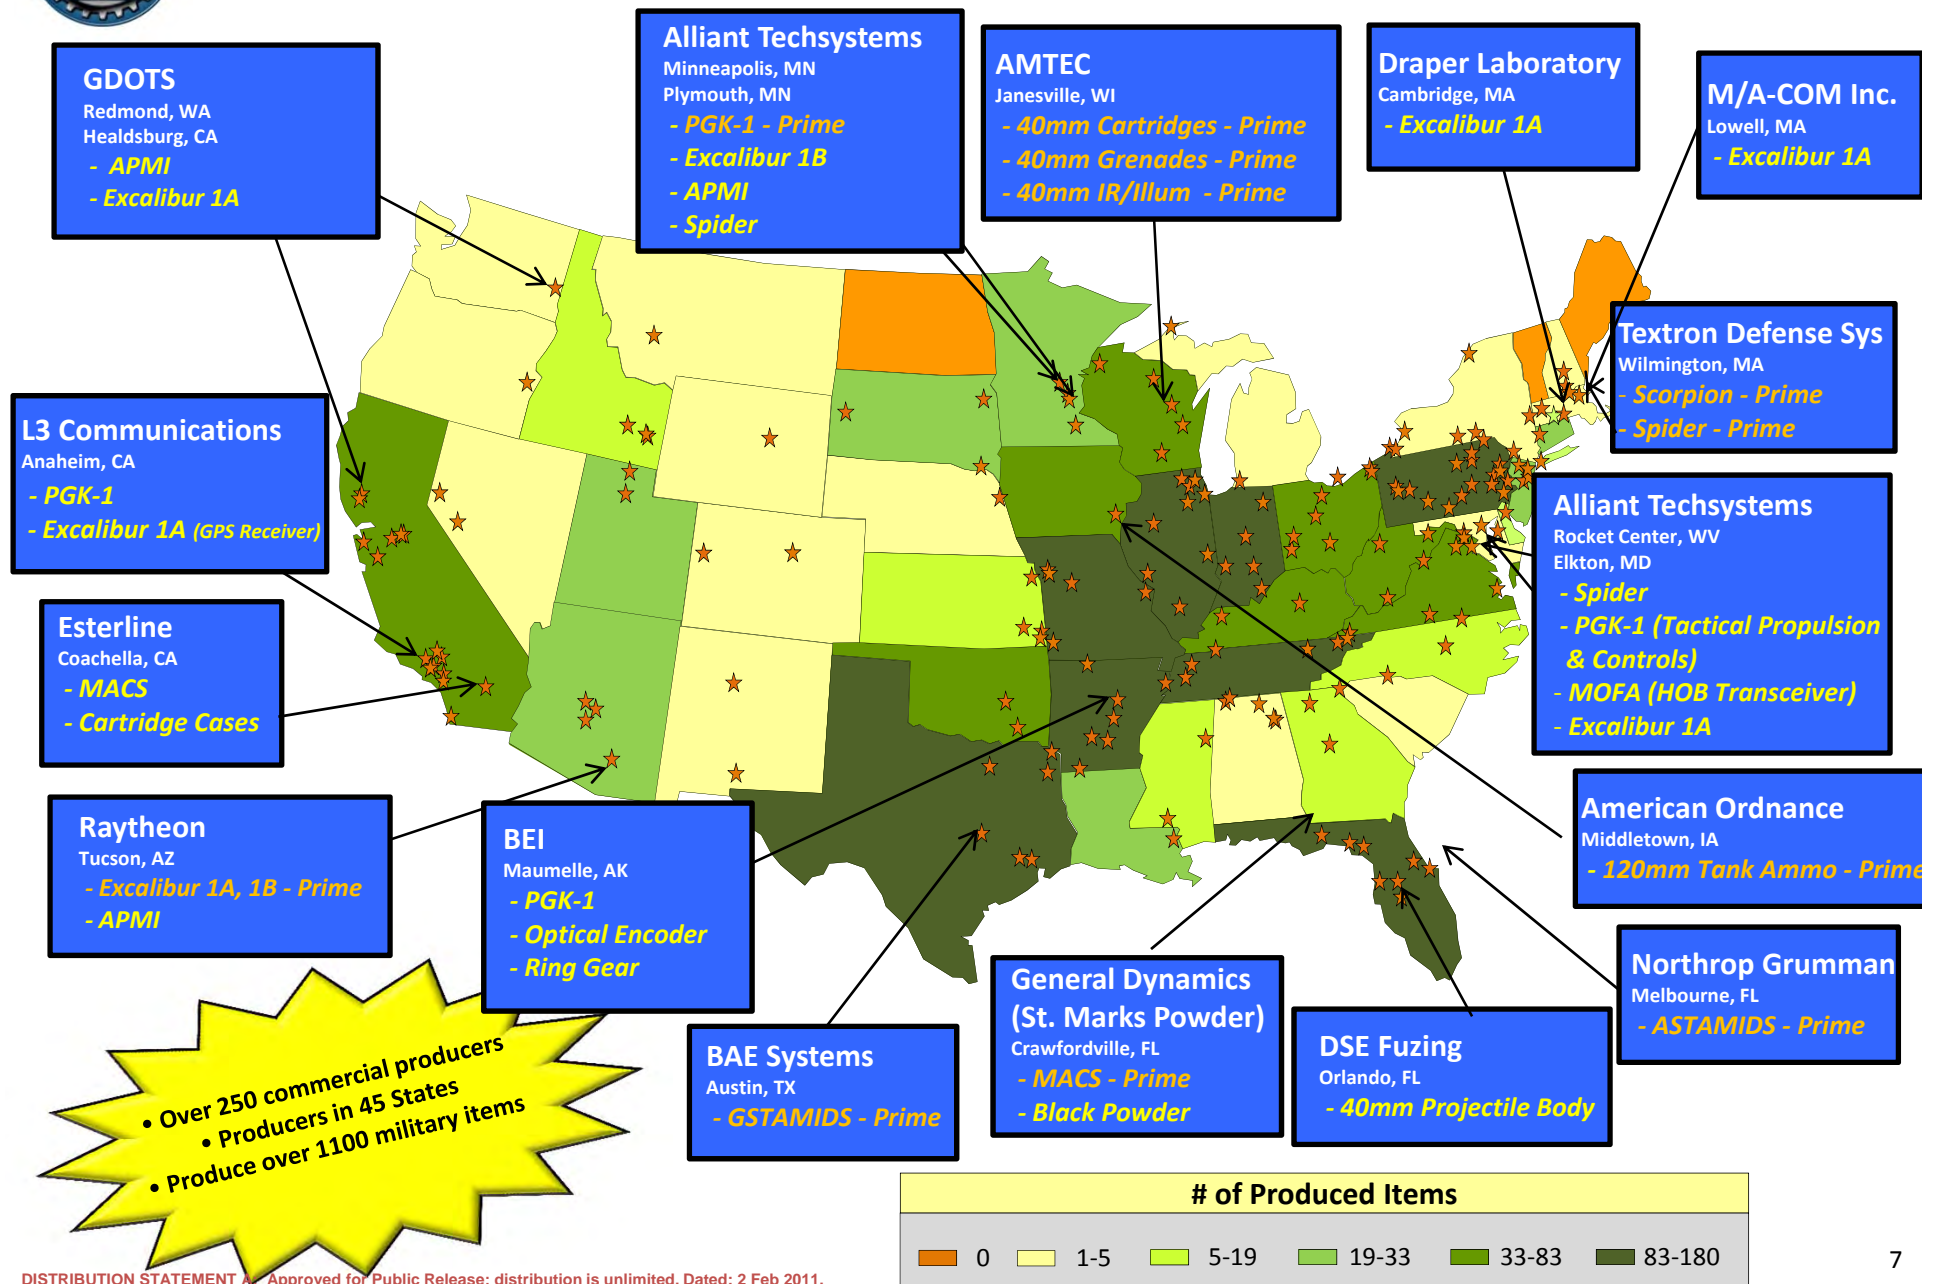 GDOTS
Redmond, WA
Healdsburg, CA
- APMI
- Excalibur 1A
Alliant Techsystems
Minneapolis, MN
Plymouth, MN
- PGK-1 - Prime
- Excalibur 1B
- APMI
- Spider
AMTEC
Janesville, WI
- 40mm Cartridges - Prime
- 40mm Grenades - Prime
- 40mm IR/Illum - Prime
Draper Laboratory
Cambridge, MA
- Excalibur 1A
M/A-COM Inc.
Lowell, MA
- Excalibur 1A
Textron Defense Sys
Wilmington, MA
- Scorpion - Prime
- Spider - Prime
L3 Communications
Anaheim, CA
- PGK-1
- Excalibur 1A (GPS Receiver)
Alliant Techsystems
Rocket Center, WV
Elkton, MD
- Spider
- PGK-1 (Tactical Propulsion
& Controls)
- MOFA (HOB Transceiver)
- Excalibur 1A
Esterline
Coachella, CA
- MACS
- Cartridge Cases
American Ordnance
Middletown, IA
- 120mm Tank Ammo - Prime
Raytheon
Tucson, AZ
- Excalibur 1A, 1B - Prime
- APMI
BEI
Maumelle, AK
- PGK-1
- Optical Encoder
- Ring Gear
BAE Systems
Austin, TX
- GSTAMIDS - Prime
General Dynamics
(St. Marks Powder)
Crawfordville, FL
- MACS - Prime
- Black Powder
DSE Fuzing
Orlando, FL
- 40mm Projectile Body
Northrop Grumman
Melbourne, FL
- ASTAMIDS - Prime
• Over 250 commercial producers
• Producers in 45 States
• Produce over 1100 military items
# of Produced Items
0 1-5 5-19 19-33 33-83 83-180
7
DISTRIBUTION STATEMENT A: Approved for Public Release; distribution is unlimited. Dated: 2 Feb 2011.